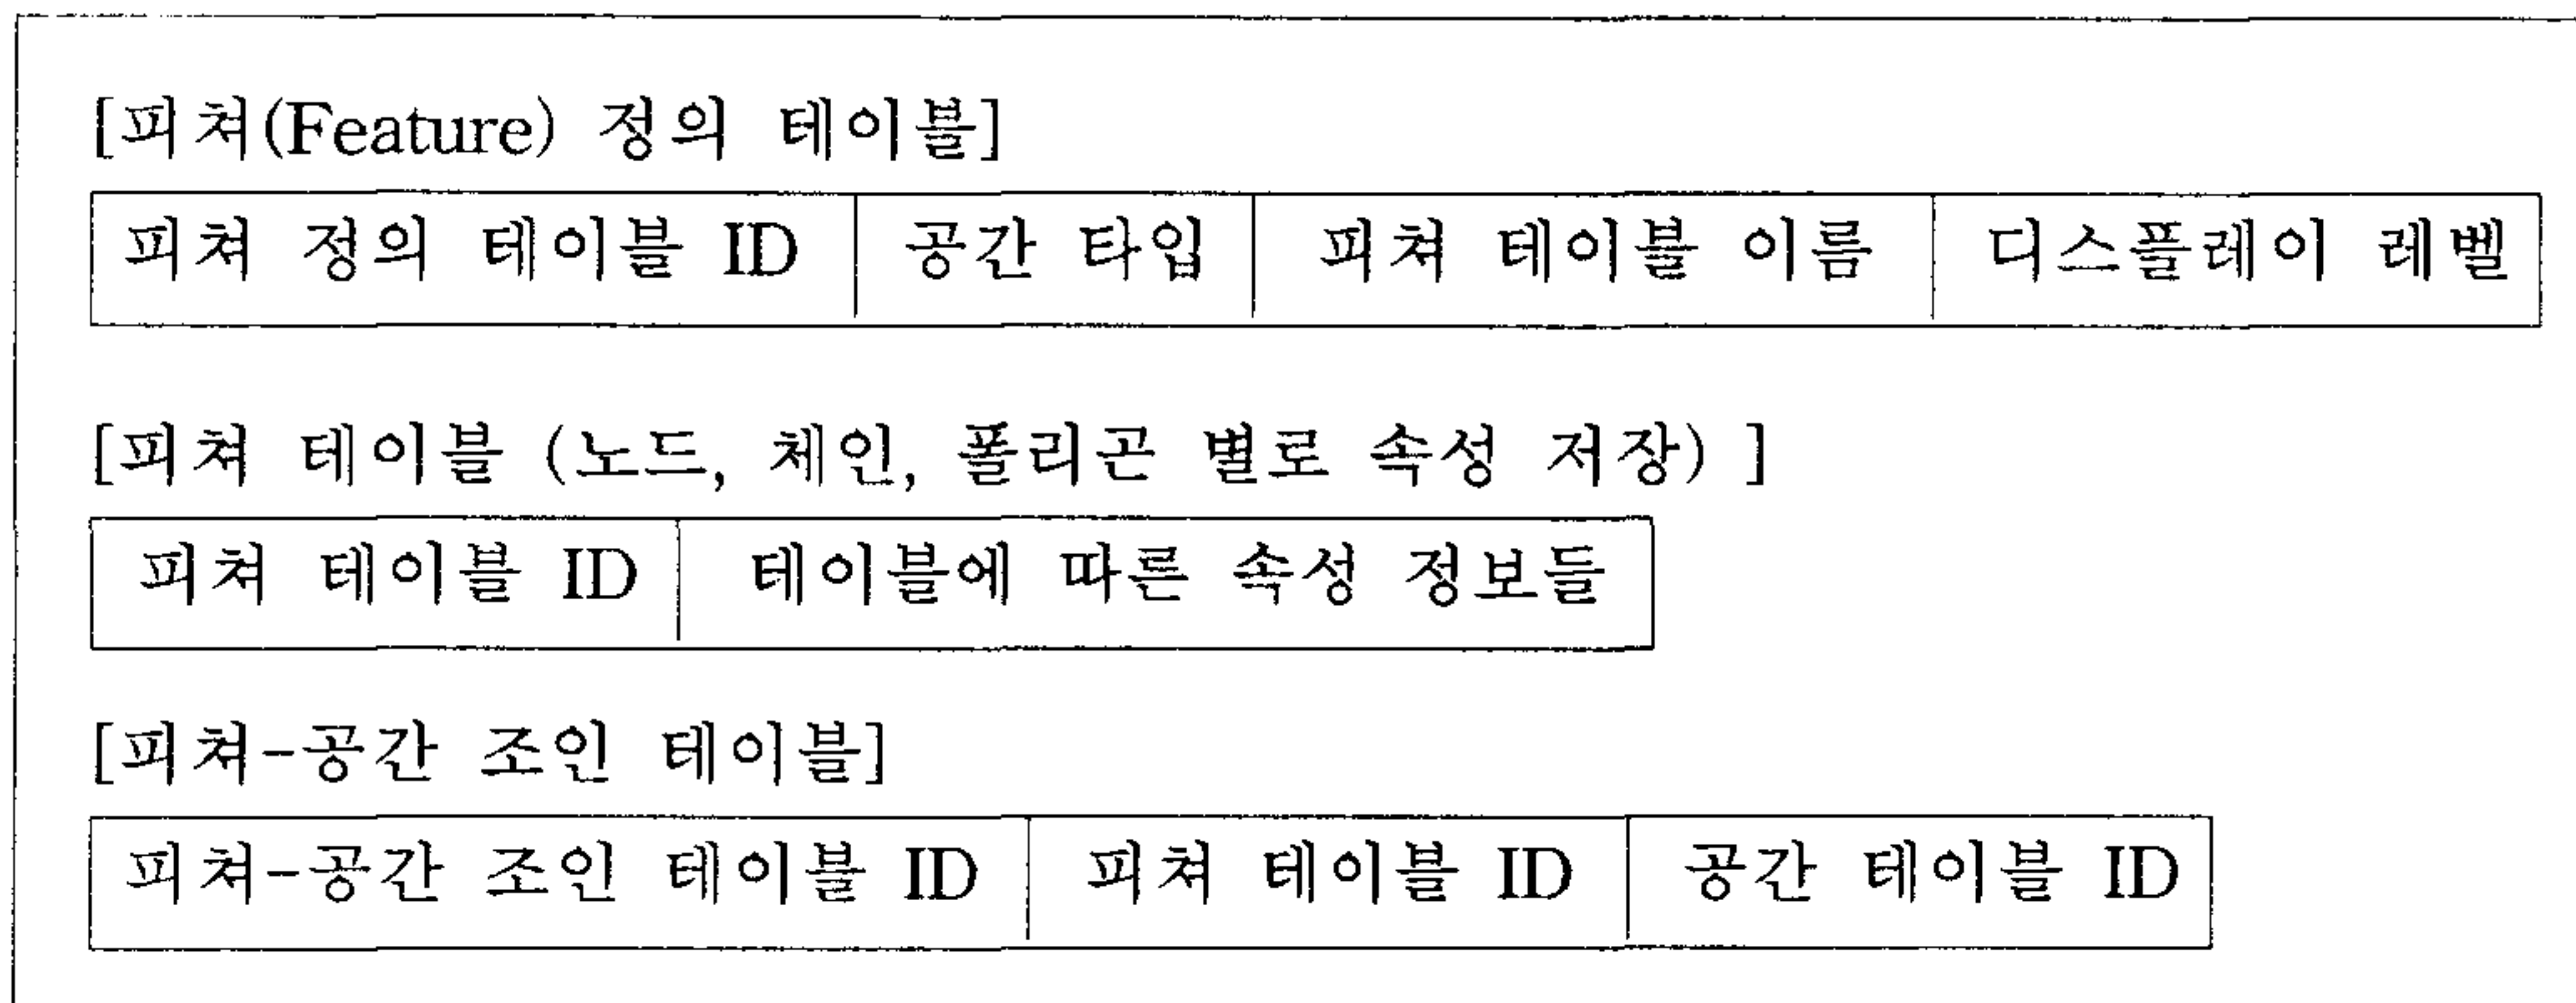 [피쳐(Feature) 정의 테이블]
피쳐 정의 테이블 ID 공간 타입 피쳐 테이블 이름 디스플레이 레벨
[피쳐 테이블 (노드, 체인, 폴리곤 별로 속성 저장) ]
피쳐 테이블 ID 테이블에 따른 속성 정보들
[피쳐-공간 조인 테이블]
피쳐-공간 조인 테이블 ID 피쳐 테이블 ID 공간 테이블 ID